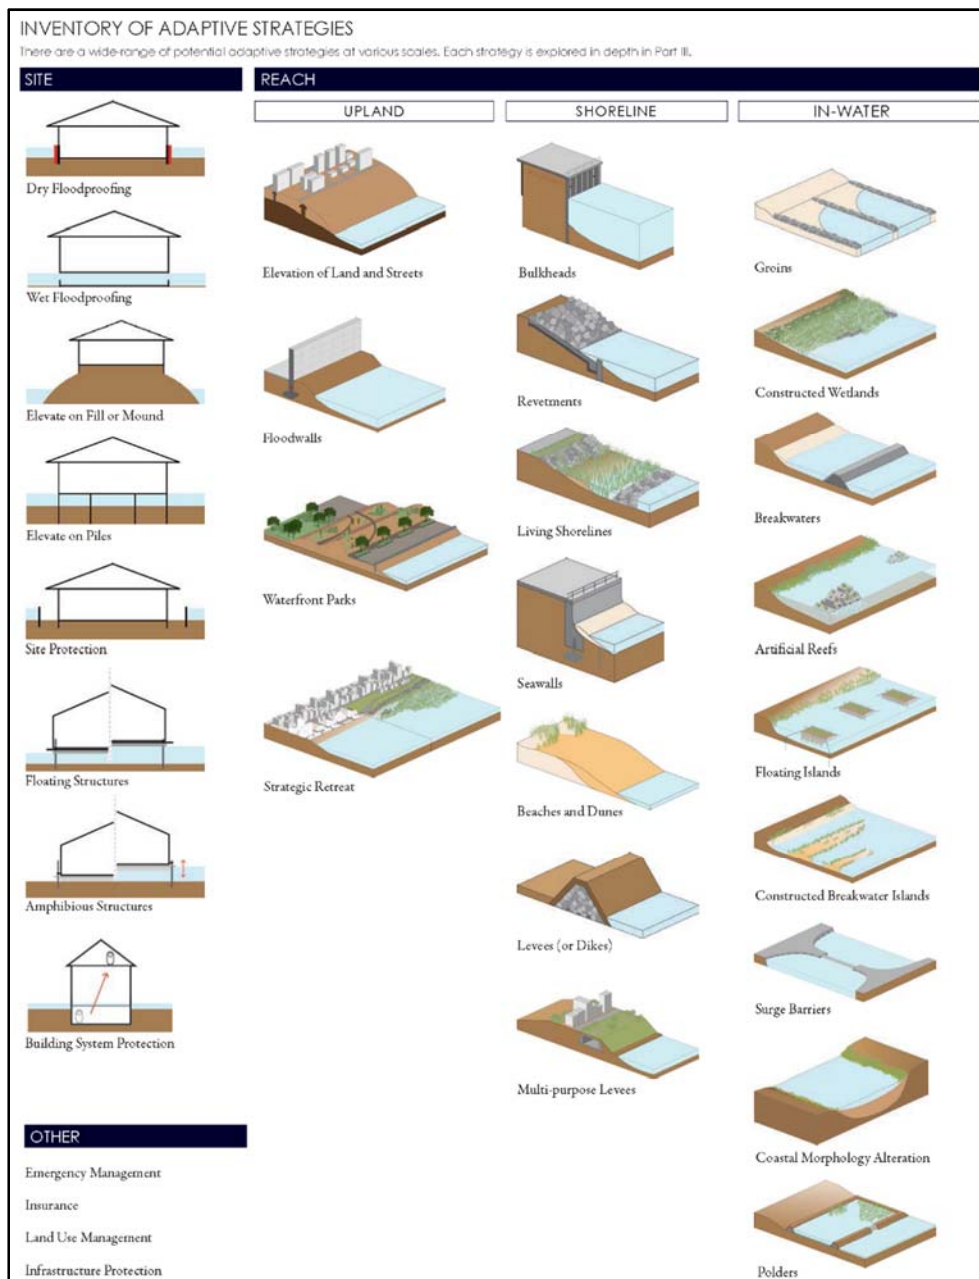 INVENTORY OF ADAPTIVE STRATEGIES
There are a wide-range of potential adaptive strategies at various scales. Each strategy is explored in depth in Part III.
SITE
Dry Floodproofing
Wet Floodproofing
Elevate on Fill or Mound
Elevate on Piles
Site Protection
Floating Structures
Amphibious Structures
Building System Protection
OTHER
Emergency Management
Insurance
Land Use Management
Infrastructure Protection
REACH
UPLAND
Elevation of Land and Streets
Floodwalls
Waterfront Parks
Strategic Retreat
SHORELINE
Bulkheads
Revetments
Living Shorelines
Seawalls
Beaches and Dunes
Levees (or Dikes)
Multi-purpose Levees
IN-WATER
Groins
Constructed Wetlands
Breakwaters
Artificial Reefs
Floating Islands
Constructed Breakwater Islands
Surge Barriers
Coastal Morphology Alteration
Polders